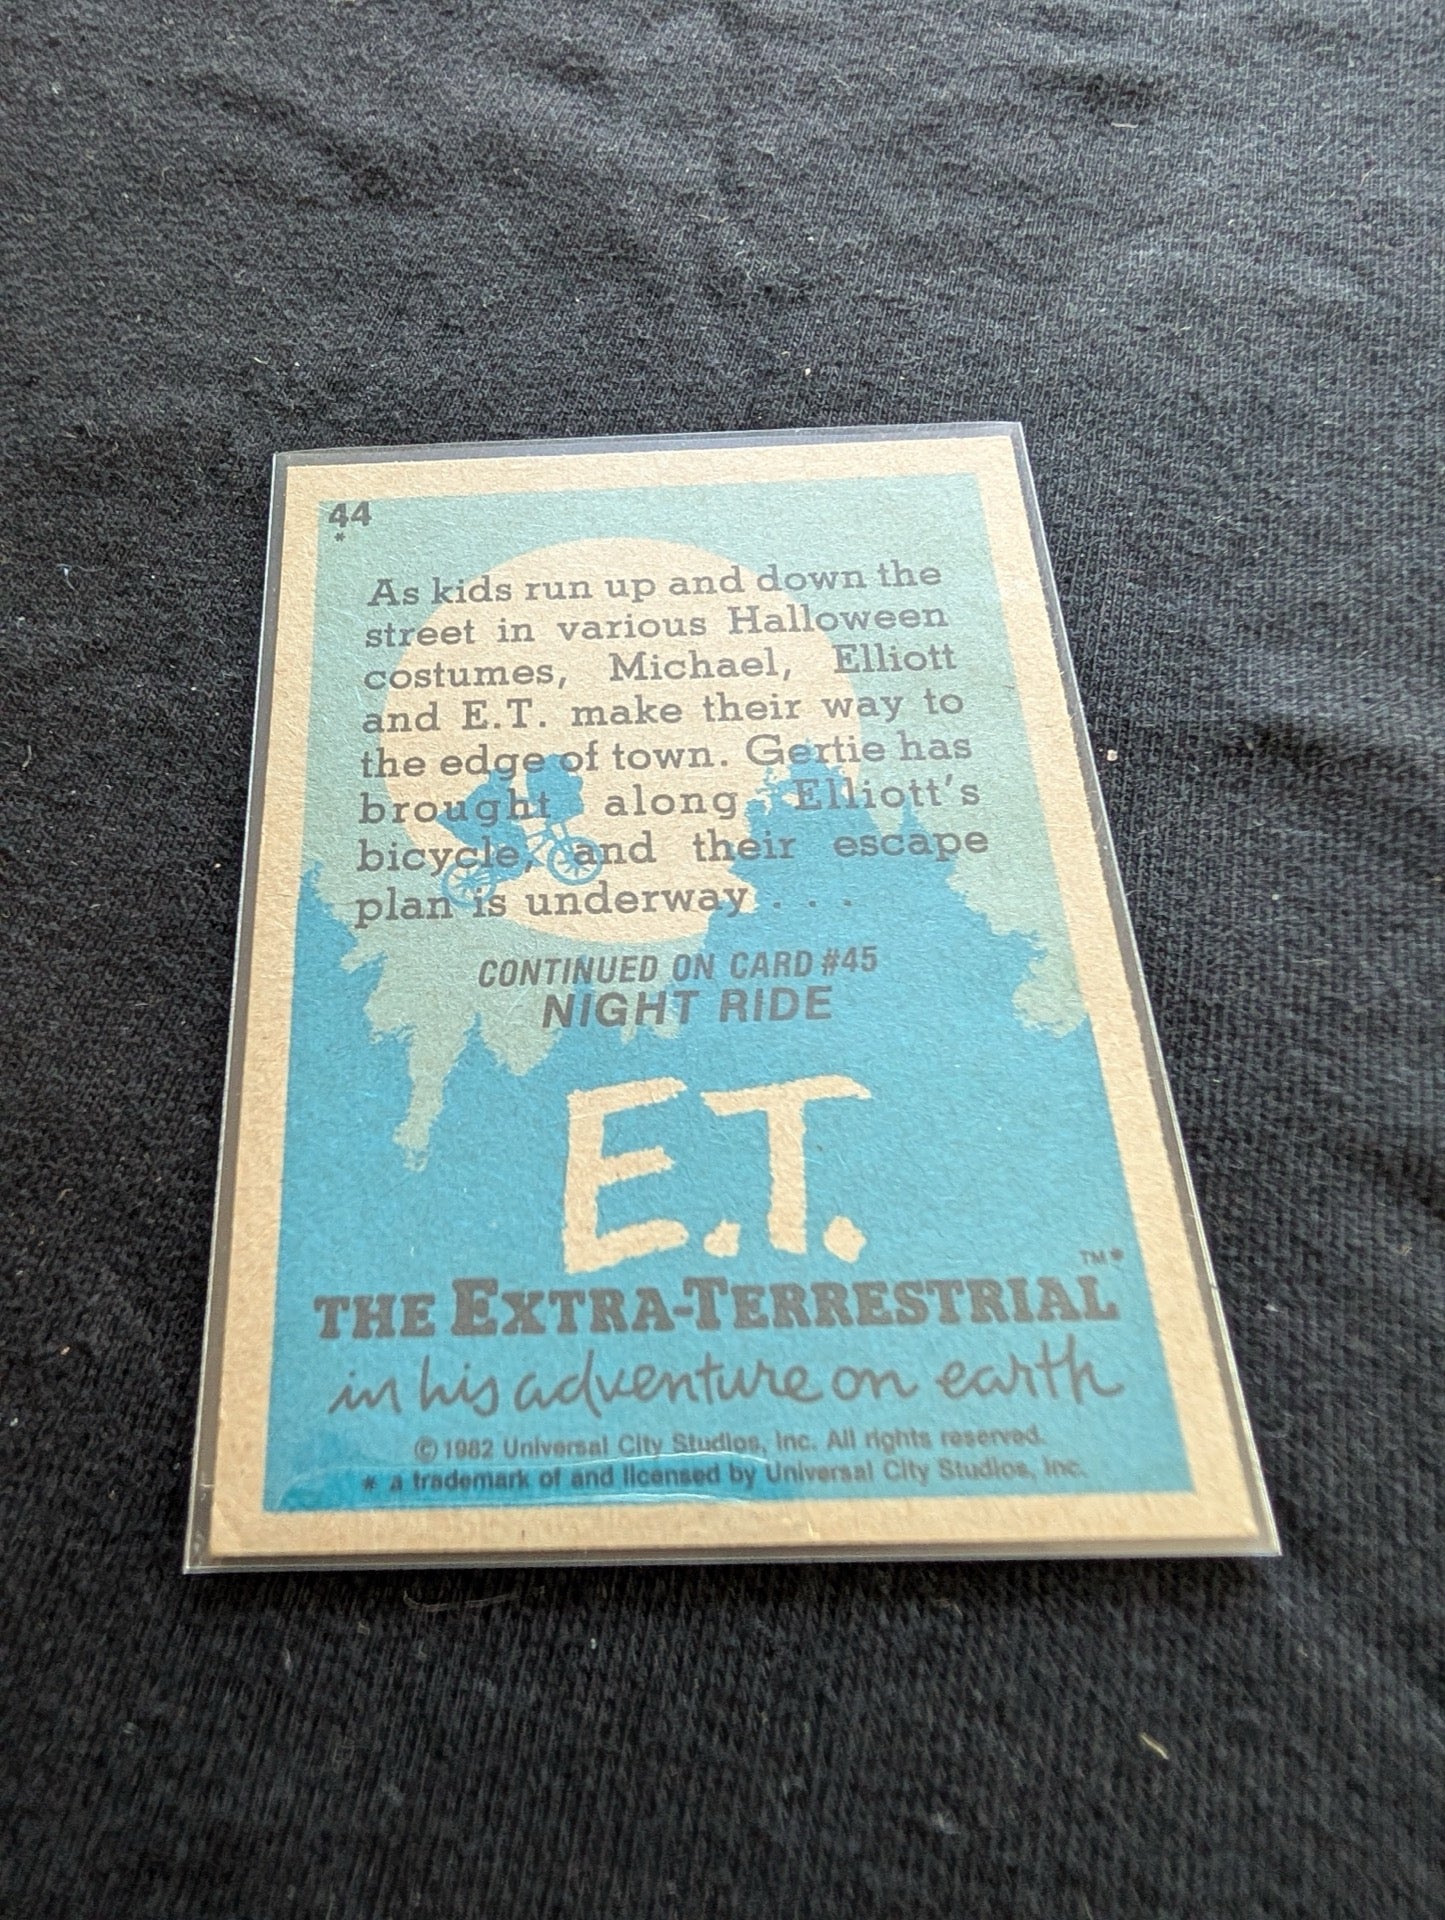 44
*
As kids run up and down the
street in various Halloween
costumes, Michael, Elliott
and E.T. make their way to
the edge of town. Gertie has
brought along Elliott's
bicycle, and their escape
plan is underway . . .
CONTINUED ON CARD #45
NIGHT RIDE
E.T.
THE EXTRA-TERRESTRIAL™*
in his adventure on earth
© 1982 Universal City Studios, Inc. All rights reserved.
* a trademark of and licensed by Universal City Studios, Inc.